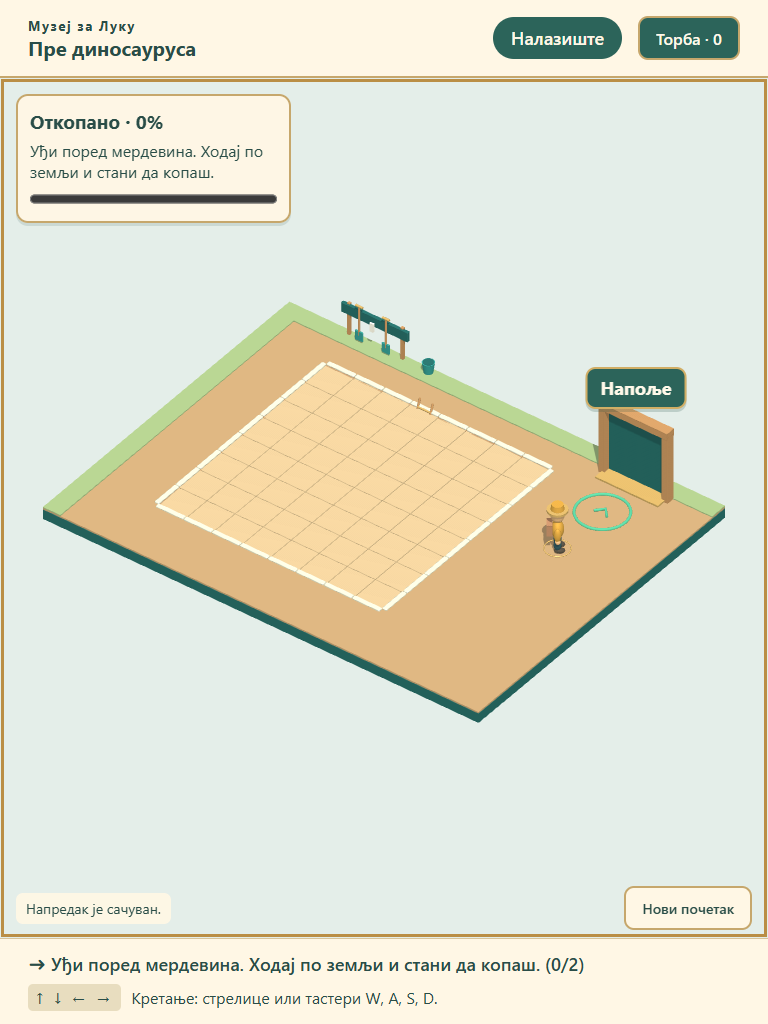 Музеј за Луку
Пре диносауруса
Налазиште
Торба · 0
Откопано · 0%
Уђи поред мердевина. Ходај по
земљи и стани да копаш.
Напоље
Напредак је сачуван.
Нови почетак
→ Уђи поред мердевина. Ходај по земљи и стани да копаш. (0/2)
↑ ↓ ← → Кретање: стрелице или тастери W, A, S, D.